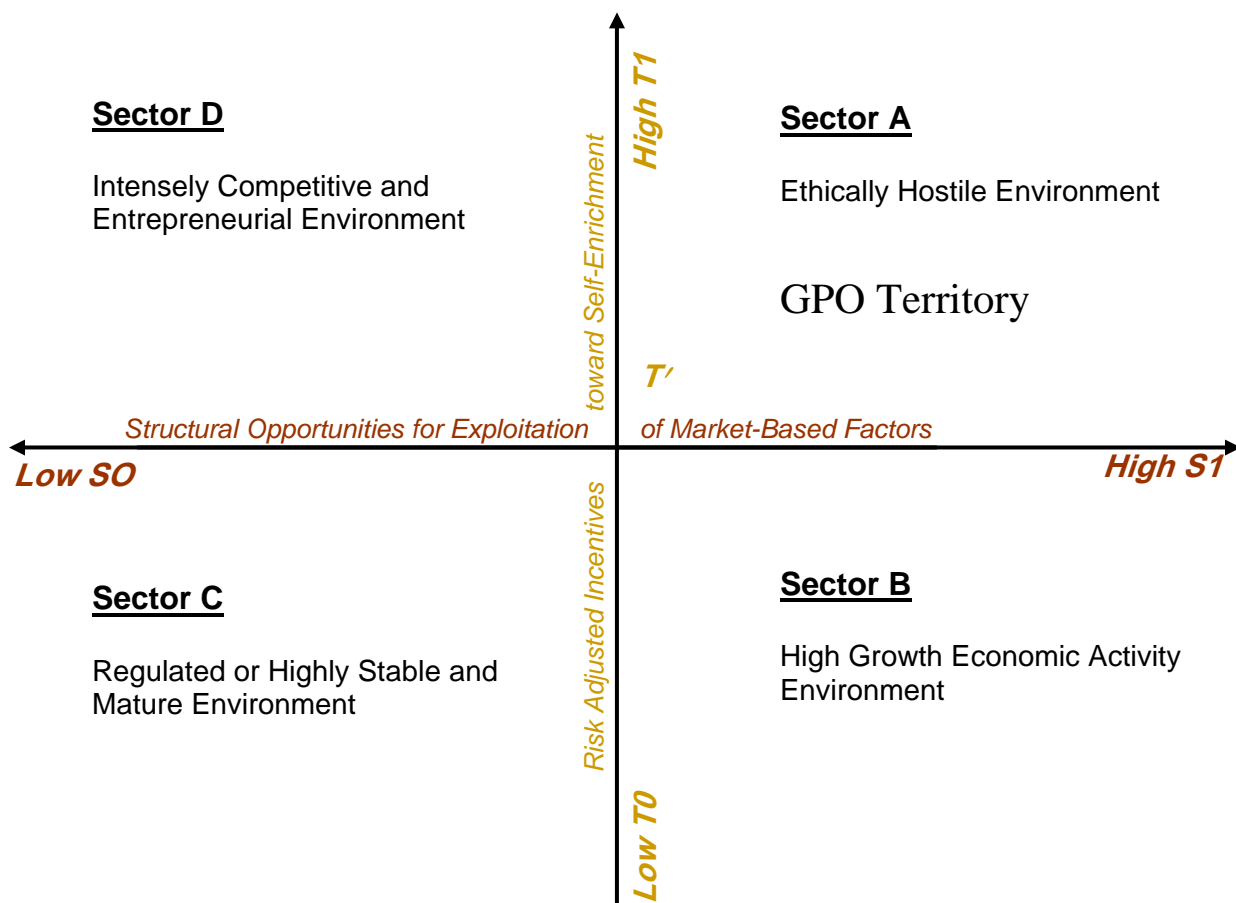 High T1
Sector D
Intensely Competitive and
Entrepreneurial Environment
Sector A
Ethically Hostile Environment
GPO Territory
Risk Adjusted Incentives toward Self-Enrichment
T′
Structural Opportunities for Exploitation of Market-Based Factors
Low SO
High S1
Sector C
Regulated or Highly Stable and
Mature Environment
Sector B
High Growth Economic Activity
Environment
Low T0